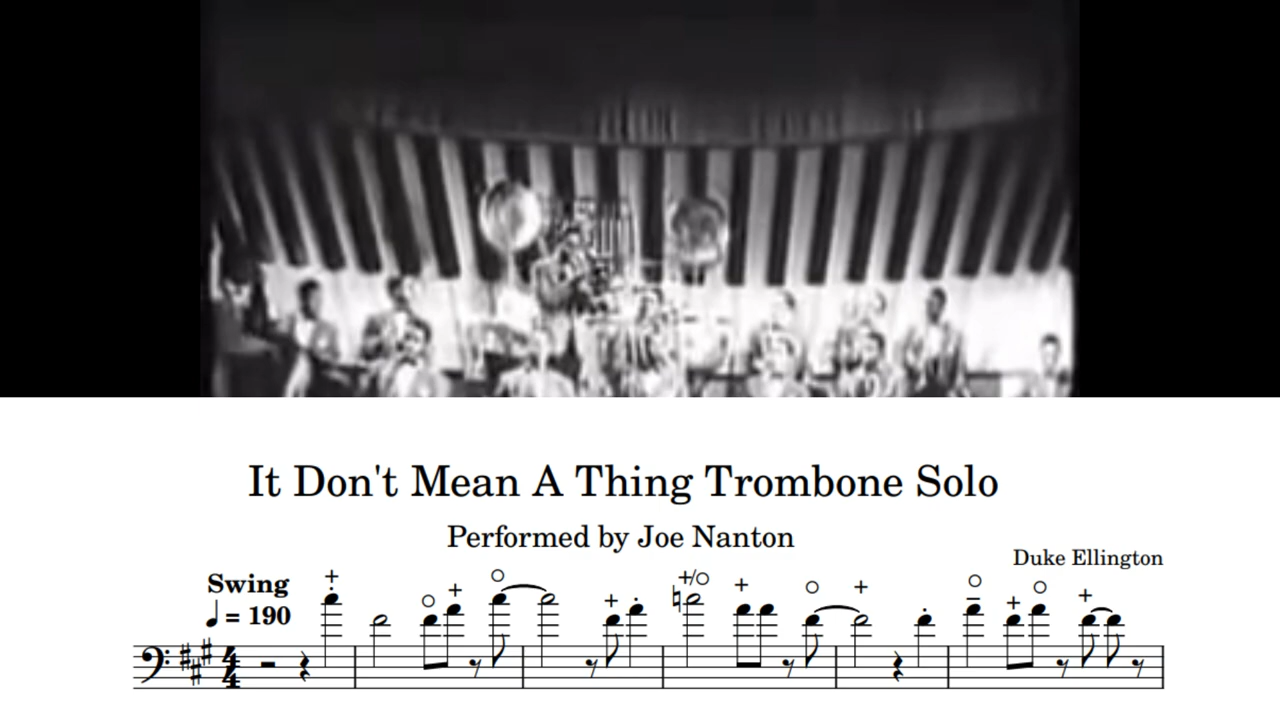 It Don't Mean A Thing Trombone Solo
Performed by Joe Nanton
Duke Ellington
Swing
♩ = 190